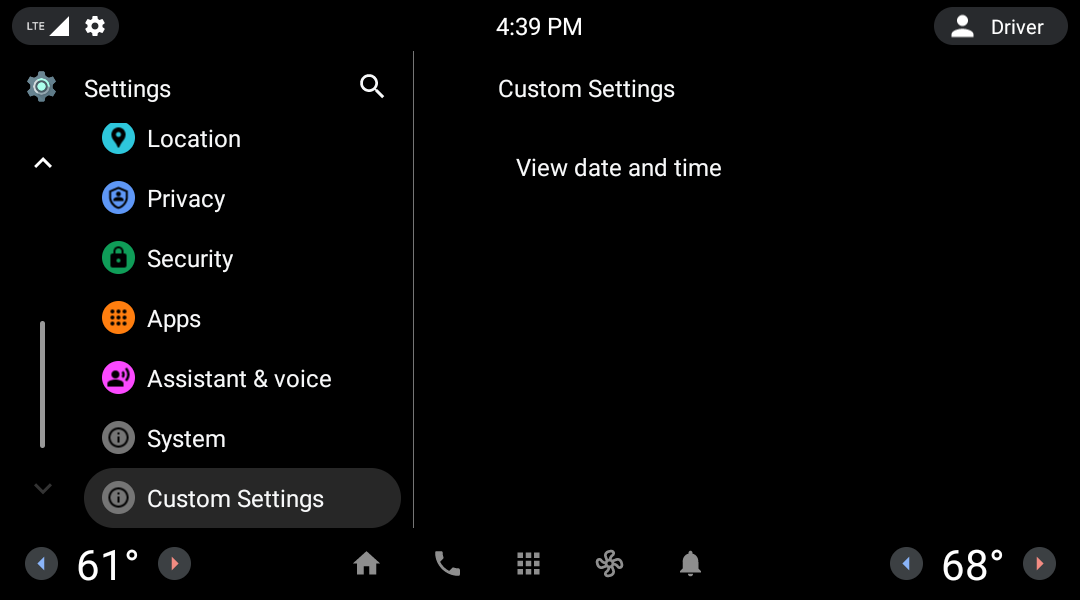 LTE
4:39 PM
Driver
Settings
Custom Settings
Location
View date and time
Privacy
Security
Apps
Assistant & voice
System
Custom Settings
61°
68°